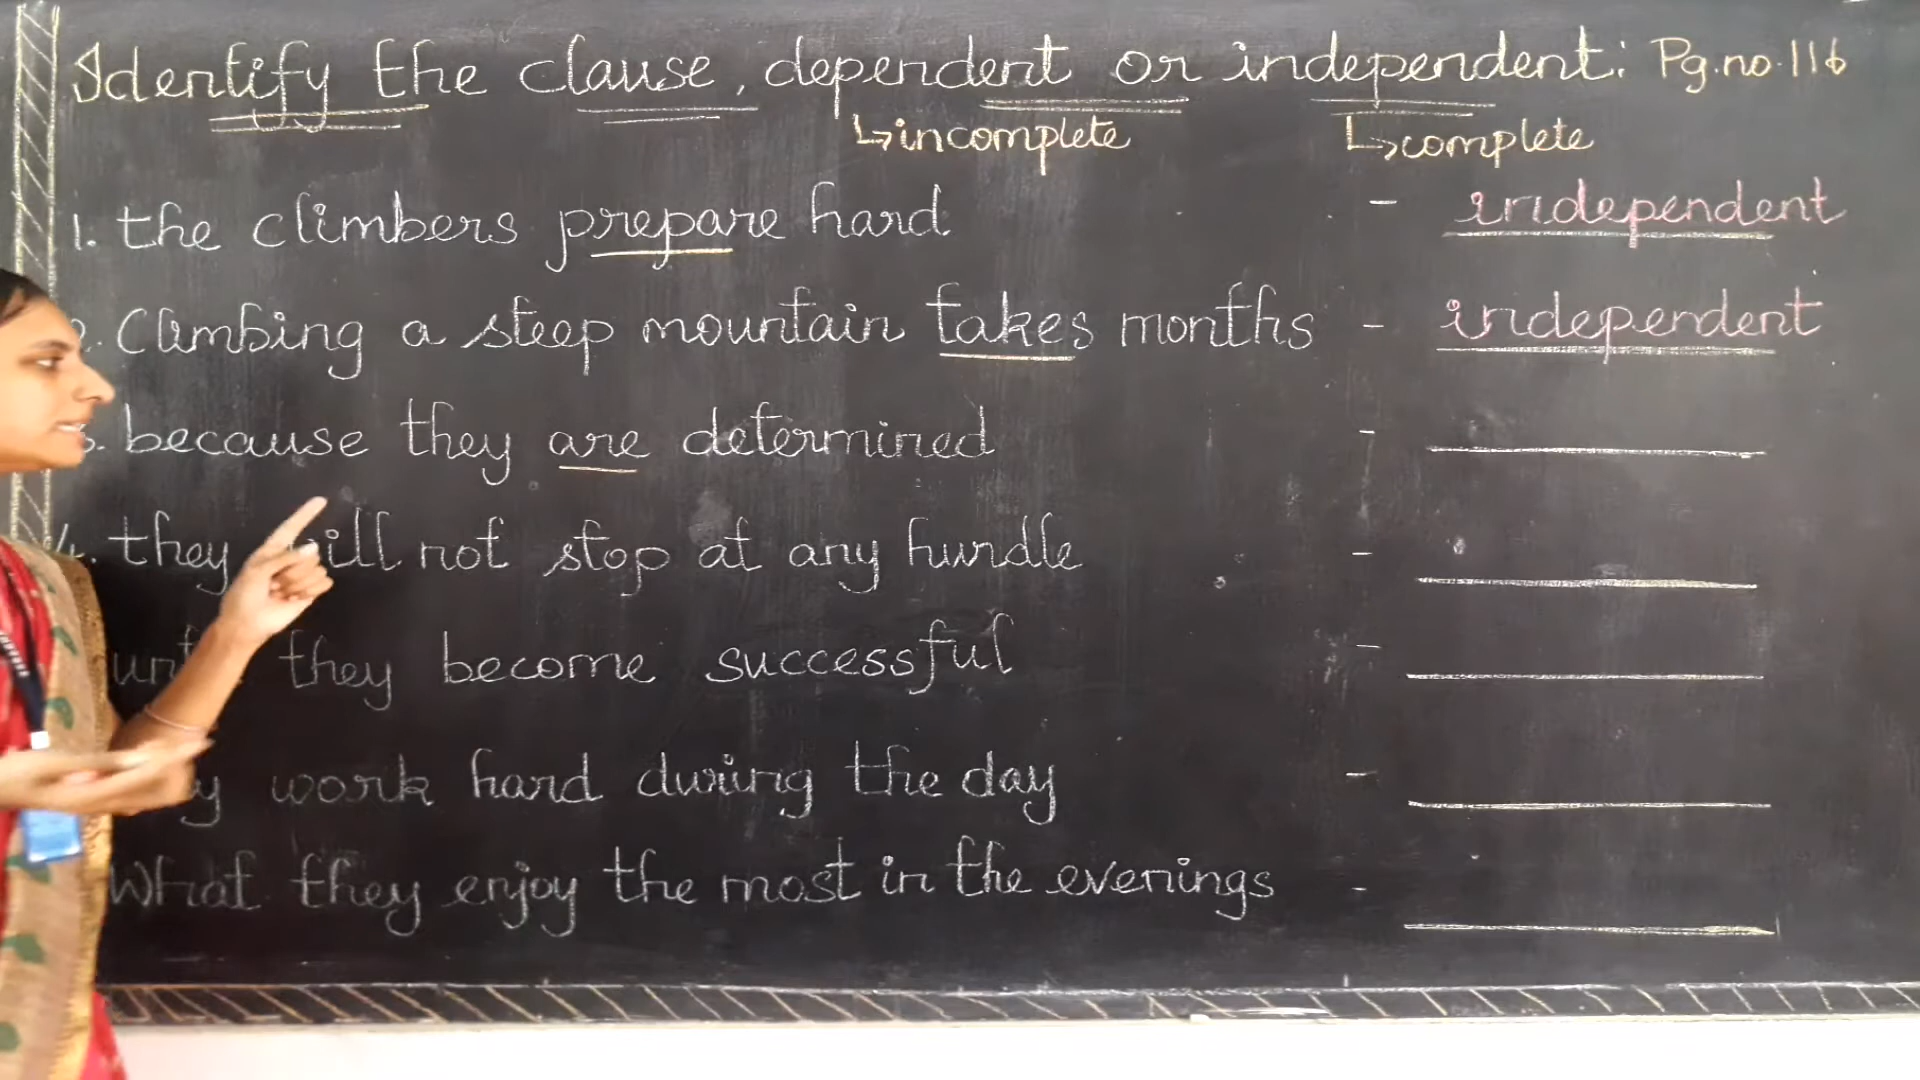 Identify the clause, dependent or independent: Pg.no.116
↳incomplete ↳complete
1. the climbers prepare hard - independent
2. Climbing a steep mountain takes months - independent
because they are determined -
they will not stop at any hurdle -
they become successful -
work hard during the day -
What they enjoy the most in the evenings -